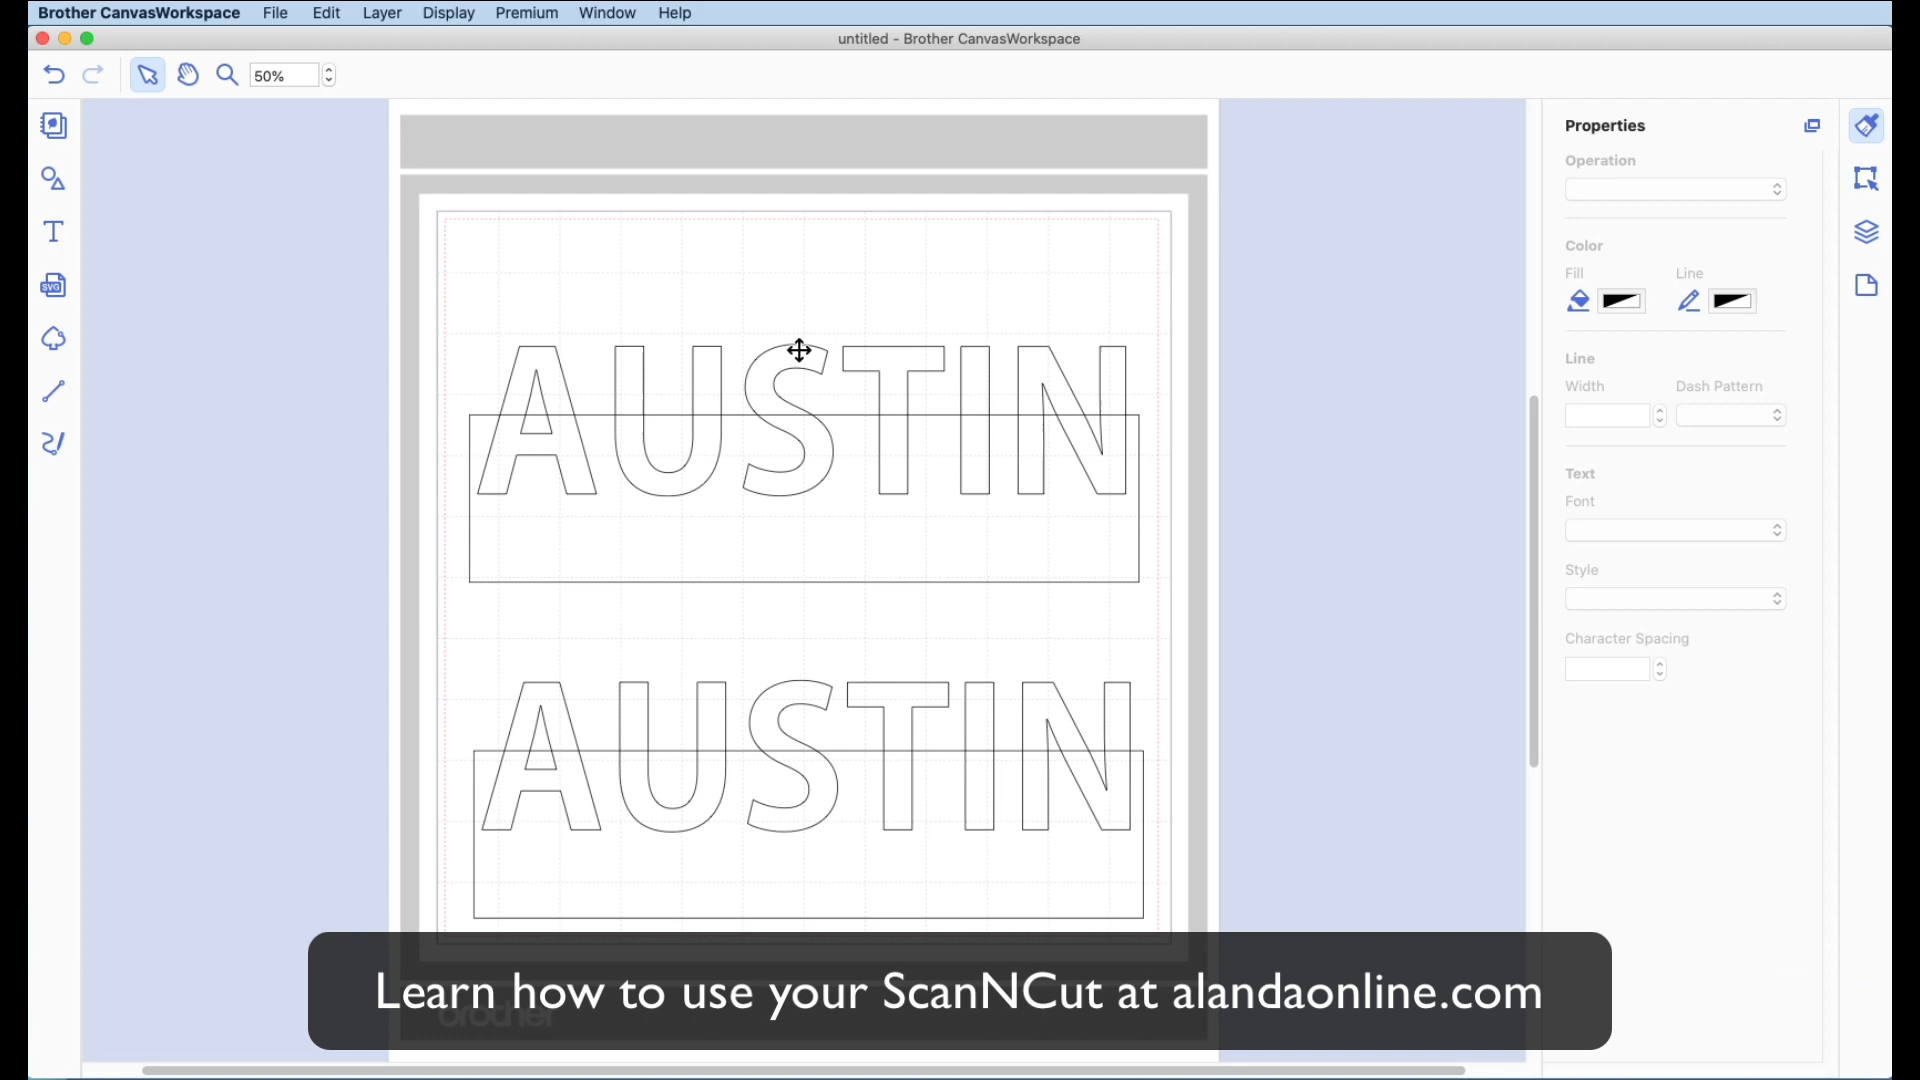 Brother CanvasWorkspace File Edit Layer Display Premium Window Help
untitled - Brother CanvasWorkspace
50%
SVG
Properties
Operation
Color
Fill Line
Line
Width Dash Pattern
Text
Font
Style
Character Spacing
AUSTIN
AUSTIN
Learn how to use your ScanNCut at alandaonline.com
brother